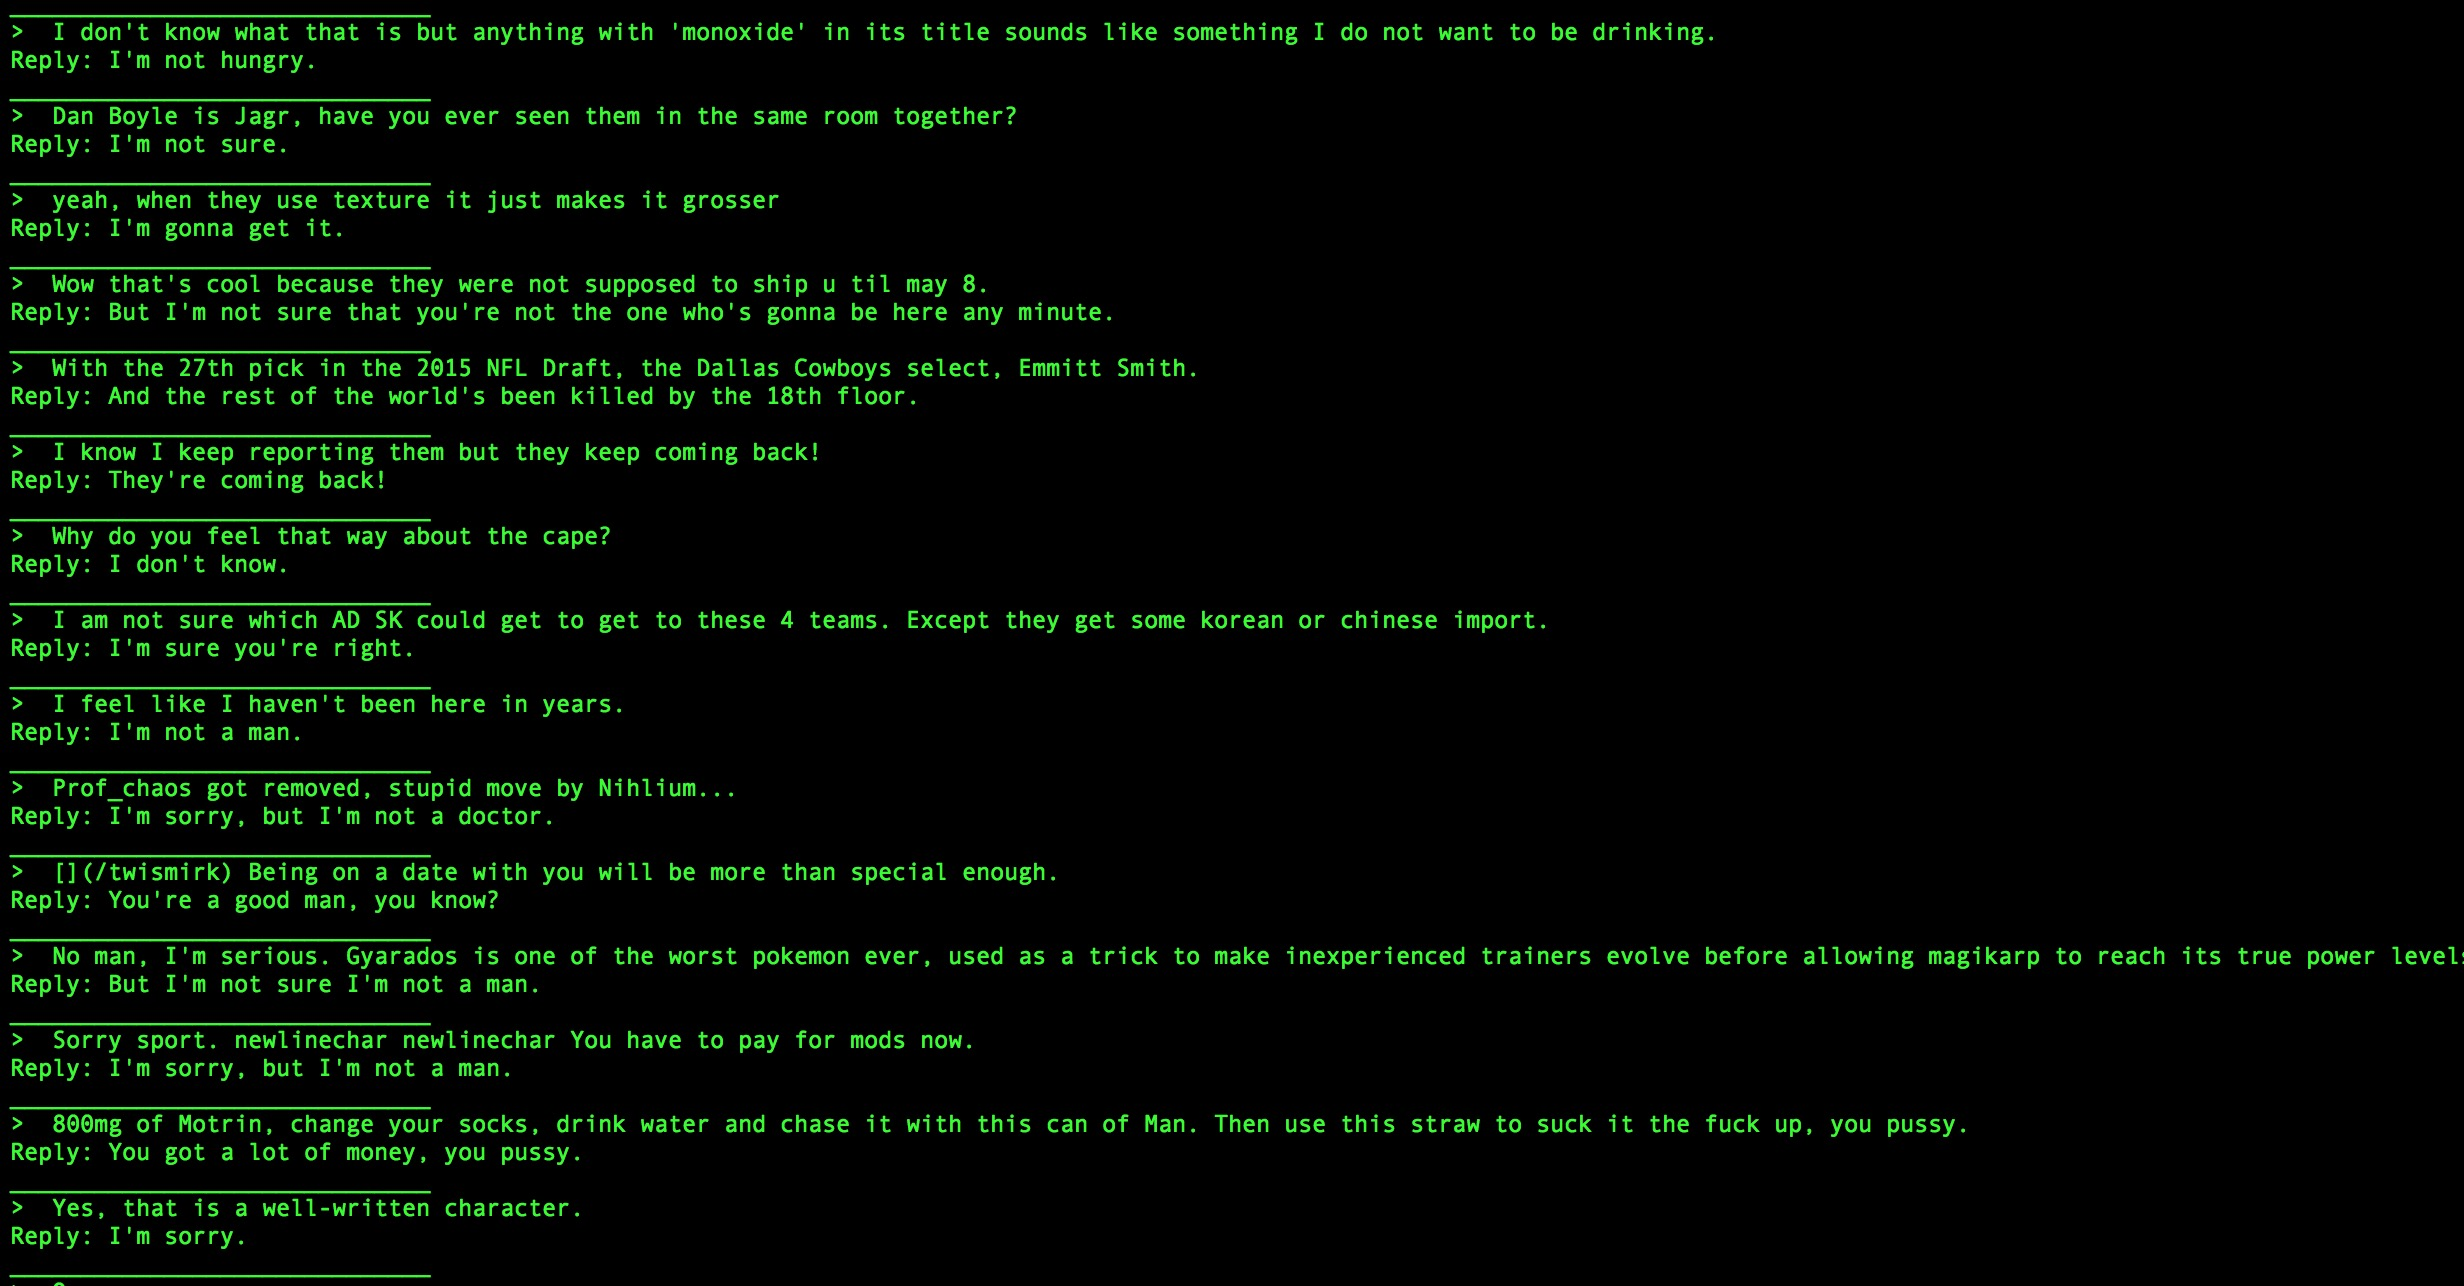 > I don't know what that is but anything with 'monoxide' in its title sounds like something I do not want to be drinking.
Reply: I'm not hungry.
> Dan Boyle is Jagr, have you ever seen them in the same room together?
Reply: I'm not sure.
> yeah, when they use texture it just makes it grosser
Reply: I'm gonna get it.
> Wow that's cool because they were not supposed to ship u til may 8.
Reply: But I'm not sure that you're not the one who's gonna be here any minute.
> With the 27th pick in the 2015 NFL Draft, the Dallas Cowboys select, Emmitt Smith.
Reply: And the rest of the world's been killed by the 18th floor.
> I know I keep reporting them but they keep coming back!
Reply: They're coming back!
> Why do you feel that way about the cape?
Reply: I don't know.
> I am not sure which AD SK could get to get to these 4 teams. Except they get some korean or chinese import.
Reply: I'm sure you're right.
> I feel like I haven't been here in years.
Reply: I'm not a man.
> Prof_chaos got removed, stupid move by Nihlium...
Reply: I'm sorry, but I'm not a doctor.
> [](/twismirk) Being on a date with you will be more than special enough.
Reply: You're a good man, you know?
> No man, I'm serious. Gyarados is one of the worst pokemon ever, used as a trick to make inexperienced trainers evolve before allowing magikarp to reach its true power levels
Reply: But I'm not sure I'm not a man.
> Sorry sport. newlinechar newlinechar You have to pay for mods now.
Reply: I'm sorry, but I'm not a man.
> 800mg of Motrin, change your socks, drink water and chase it with this can of Man. Then use this straw to suck it the fuck up, you pussy.
Reply: You got a lot of money, you pussy.
> Yes, that is a well-written character.
Reply: I'm sorry.